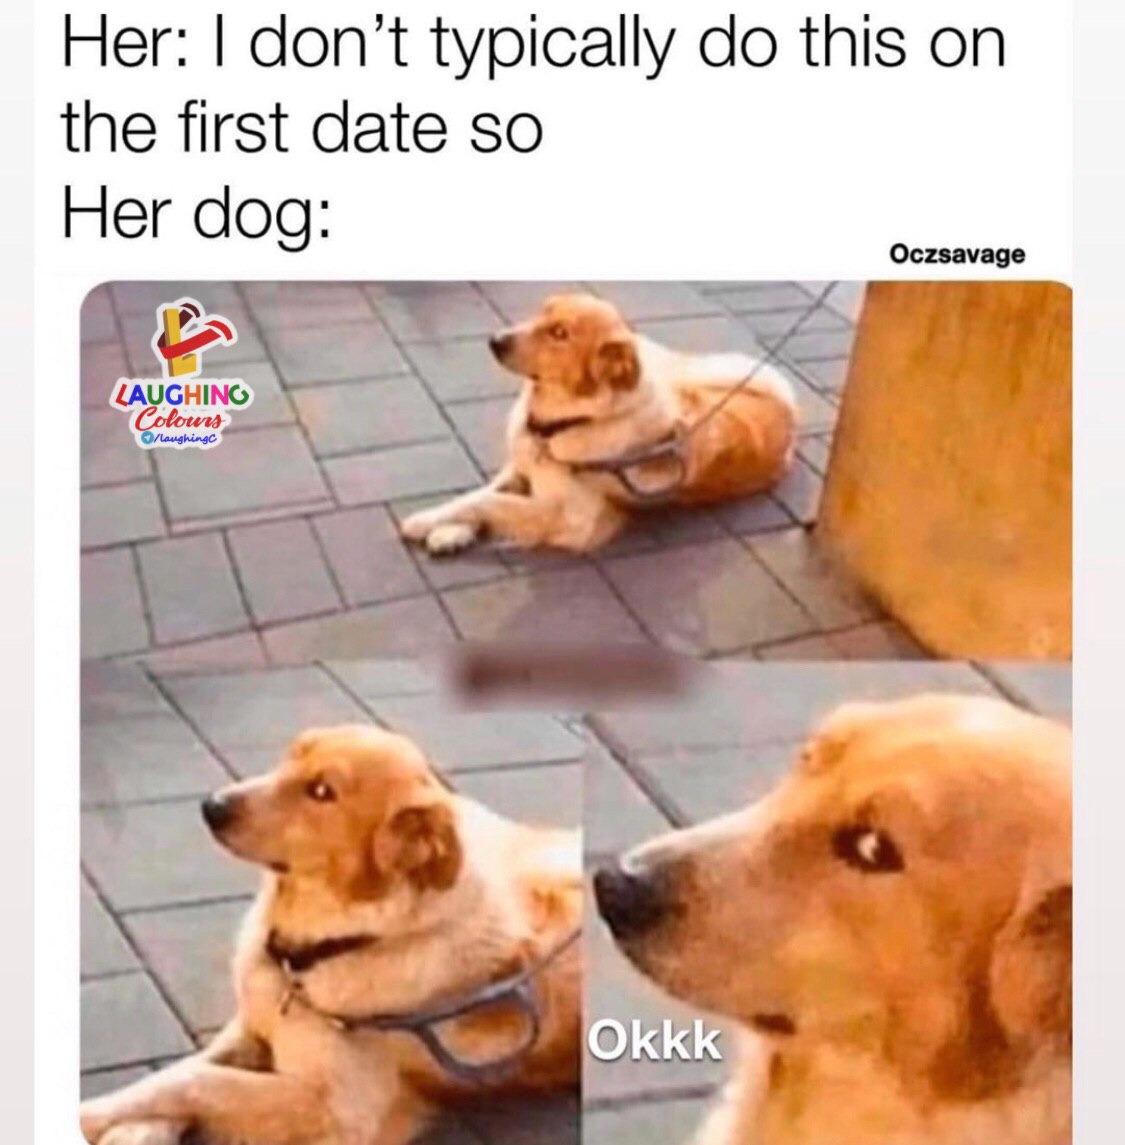 Her: I don’t typically do this on
the first date so
Her dog:
Oczsavage
LAUGHING
Colours
/laughingC
Okkk